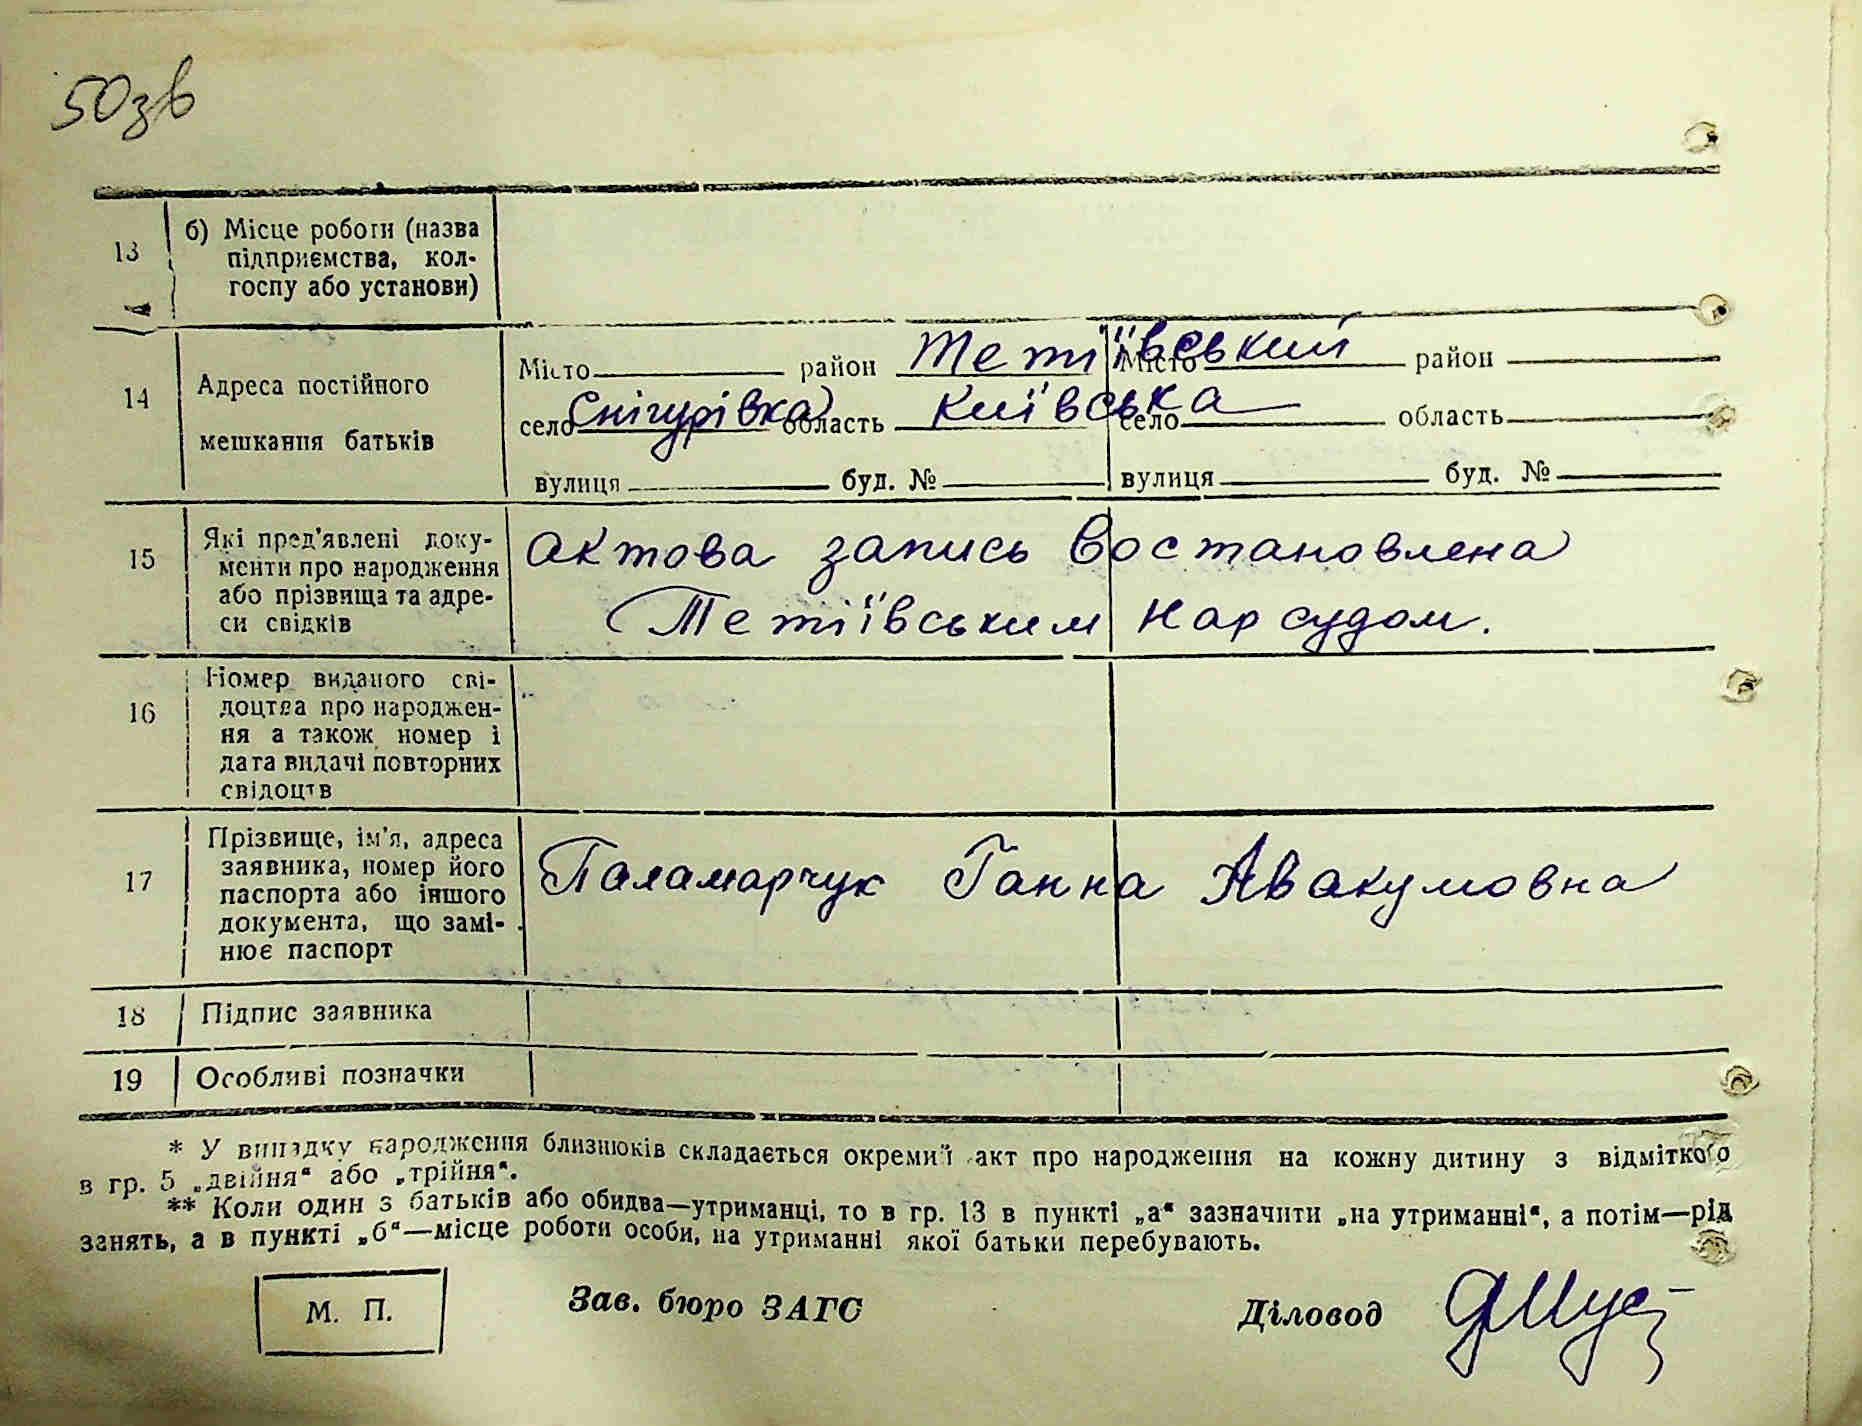 50зв
13
б) Місце роботи (назва
підприємства, кол-
госпу або установи)
14
Адреса постійного
мешкання батьків
Місто район Тетіївський Місто район
село Снігурівка область Київська село область
вулиця буд. № вулиця буд. №
15
Які пред'явлені доку-
менти про народження
або прізвища та адре-
си свідків
Актова запись востановлена
Тетіївським нар судом.
16
Номер виданого сві-
доцтва про народжен-
ня а також номер і
дата видачі повторних
свідоцтв
17
Прізвище, ім'я, адреса
заявника, номер його
паспорта або іншого
документа, що замі-
нює паспорт
Паламарчук Ганна Авакумовна
18 Підпис заявника
19 Особливі позначки
* У випадку народження близнюків складається окремий акт про народження на кожну дитину з відміткою
в гр. 5 „двійня“ або „трійня“.
** Коли один з батьків або обидва—утриманці, то в гр. 13 в пункті „а“ зазначити „на утриманні“, а потім—рід
занять, а в пункті „б“—місце роботи особи, на утриманні якої батьки перебувають.
М. П. Зав. бюро ЗАГС Діловод